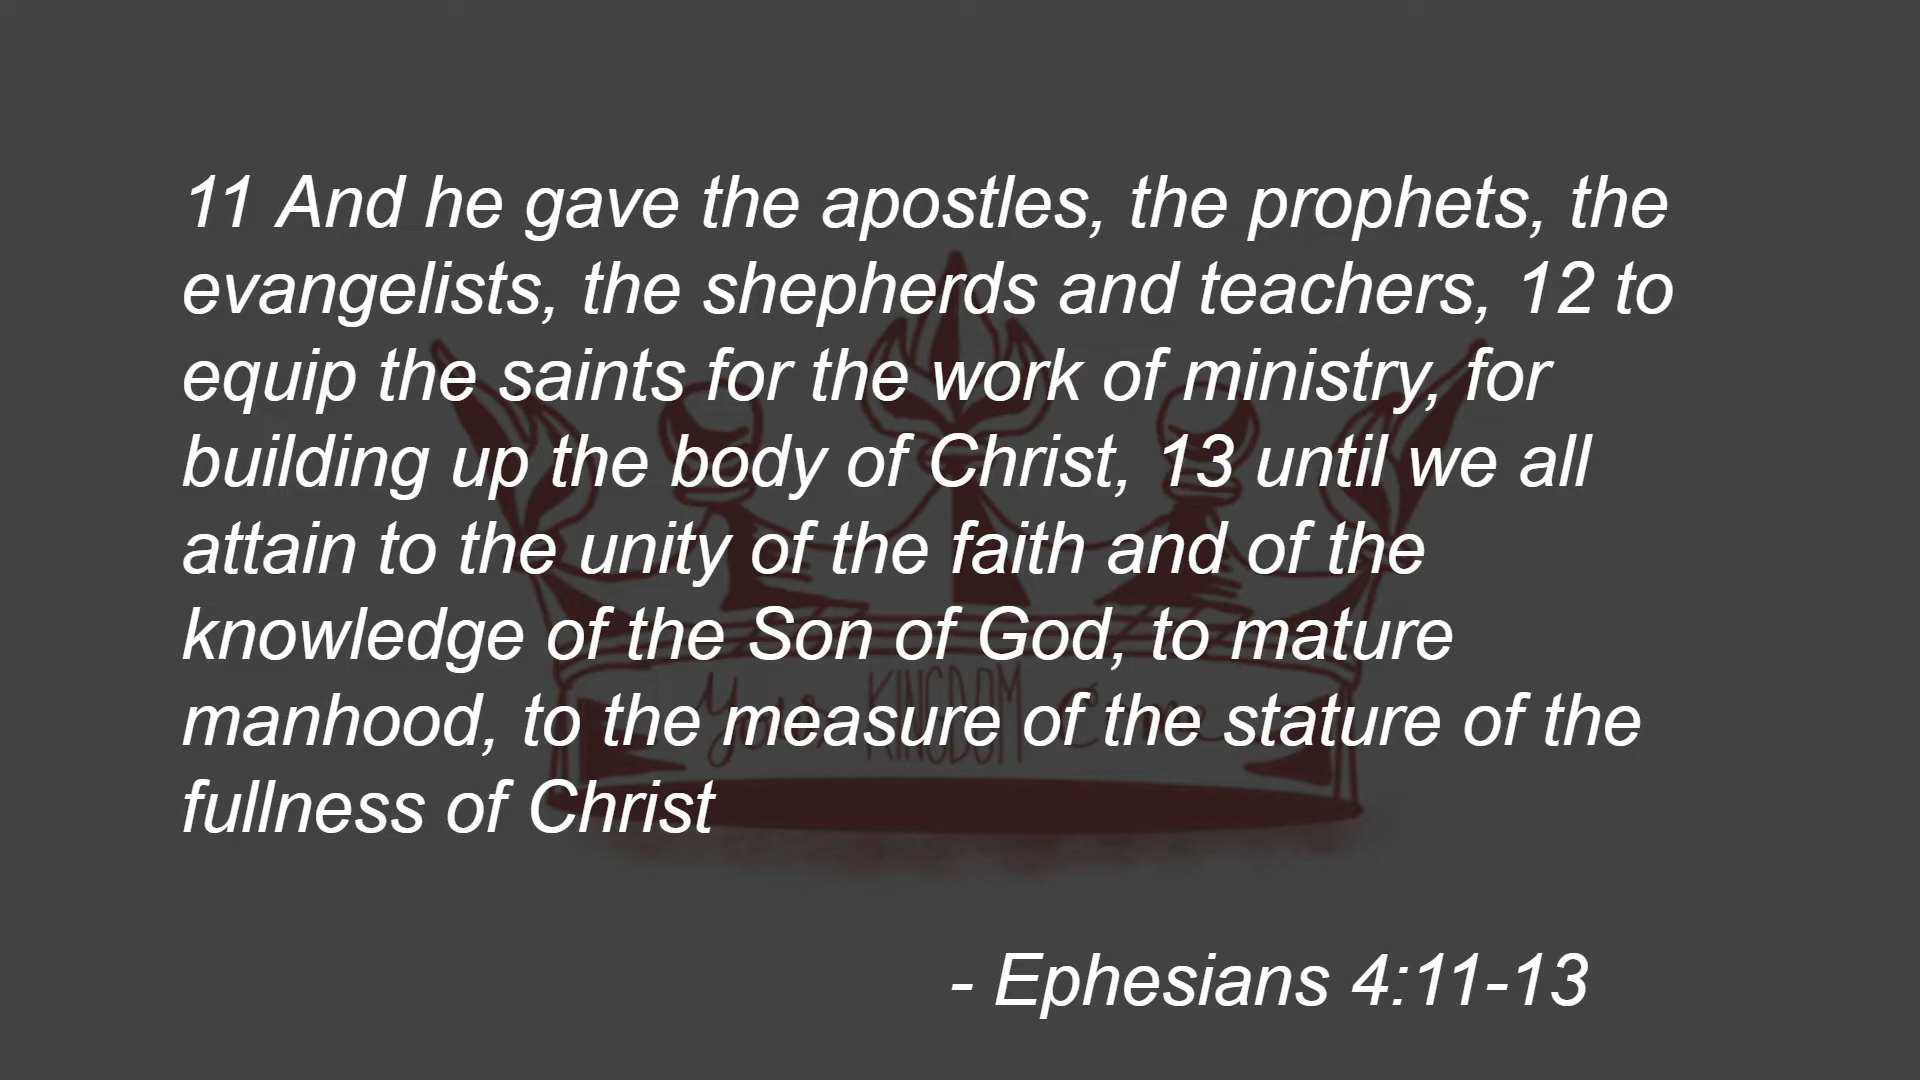 11 And he gave the apostles, the prophets, the
evangelists, the shepherds and teachers, 12 to
equip the saints for the work of ministry, for
building up the body of Christ, 13 until we all
attain to the unity of the faith and of the
knowledge of the Son of God, to mature
manhood, to the measure of the stature of the
fullness of Christ
Your KINGDOM Come
- Ephesians 4:11-13